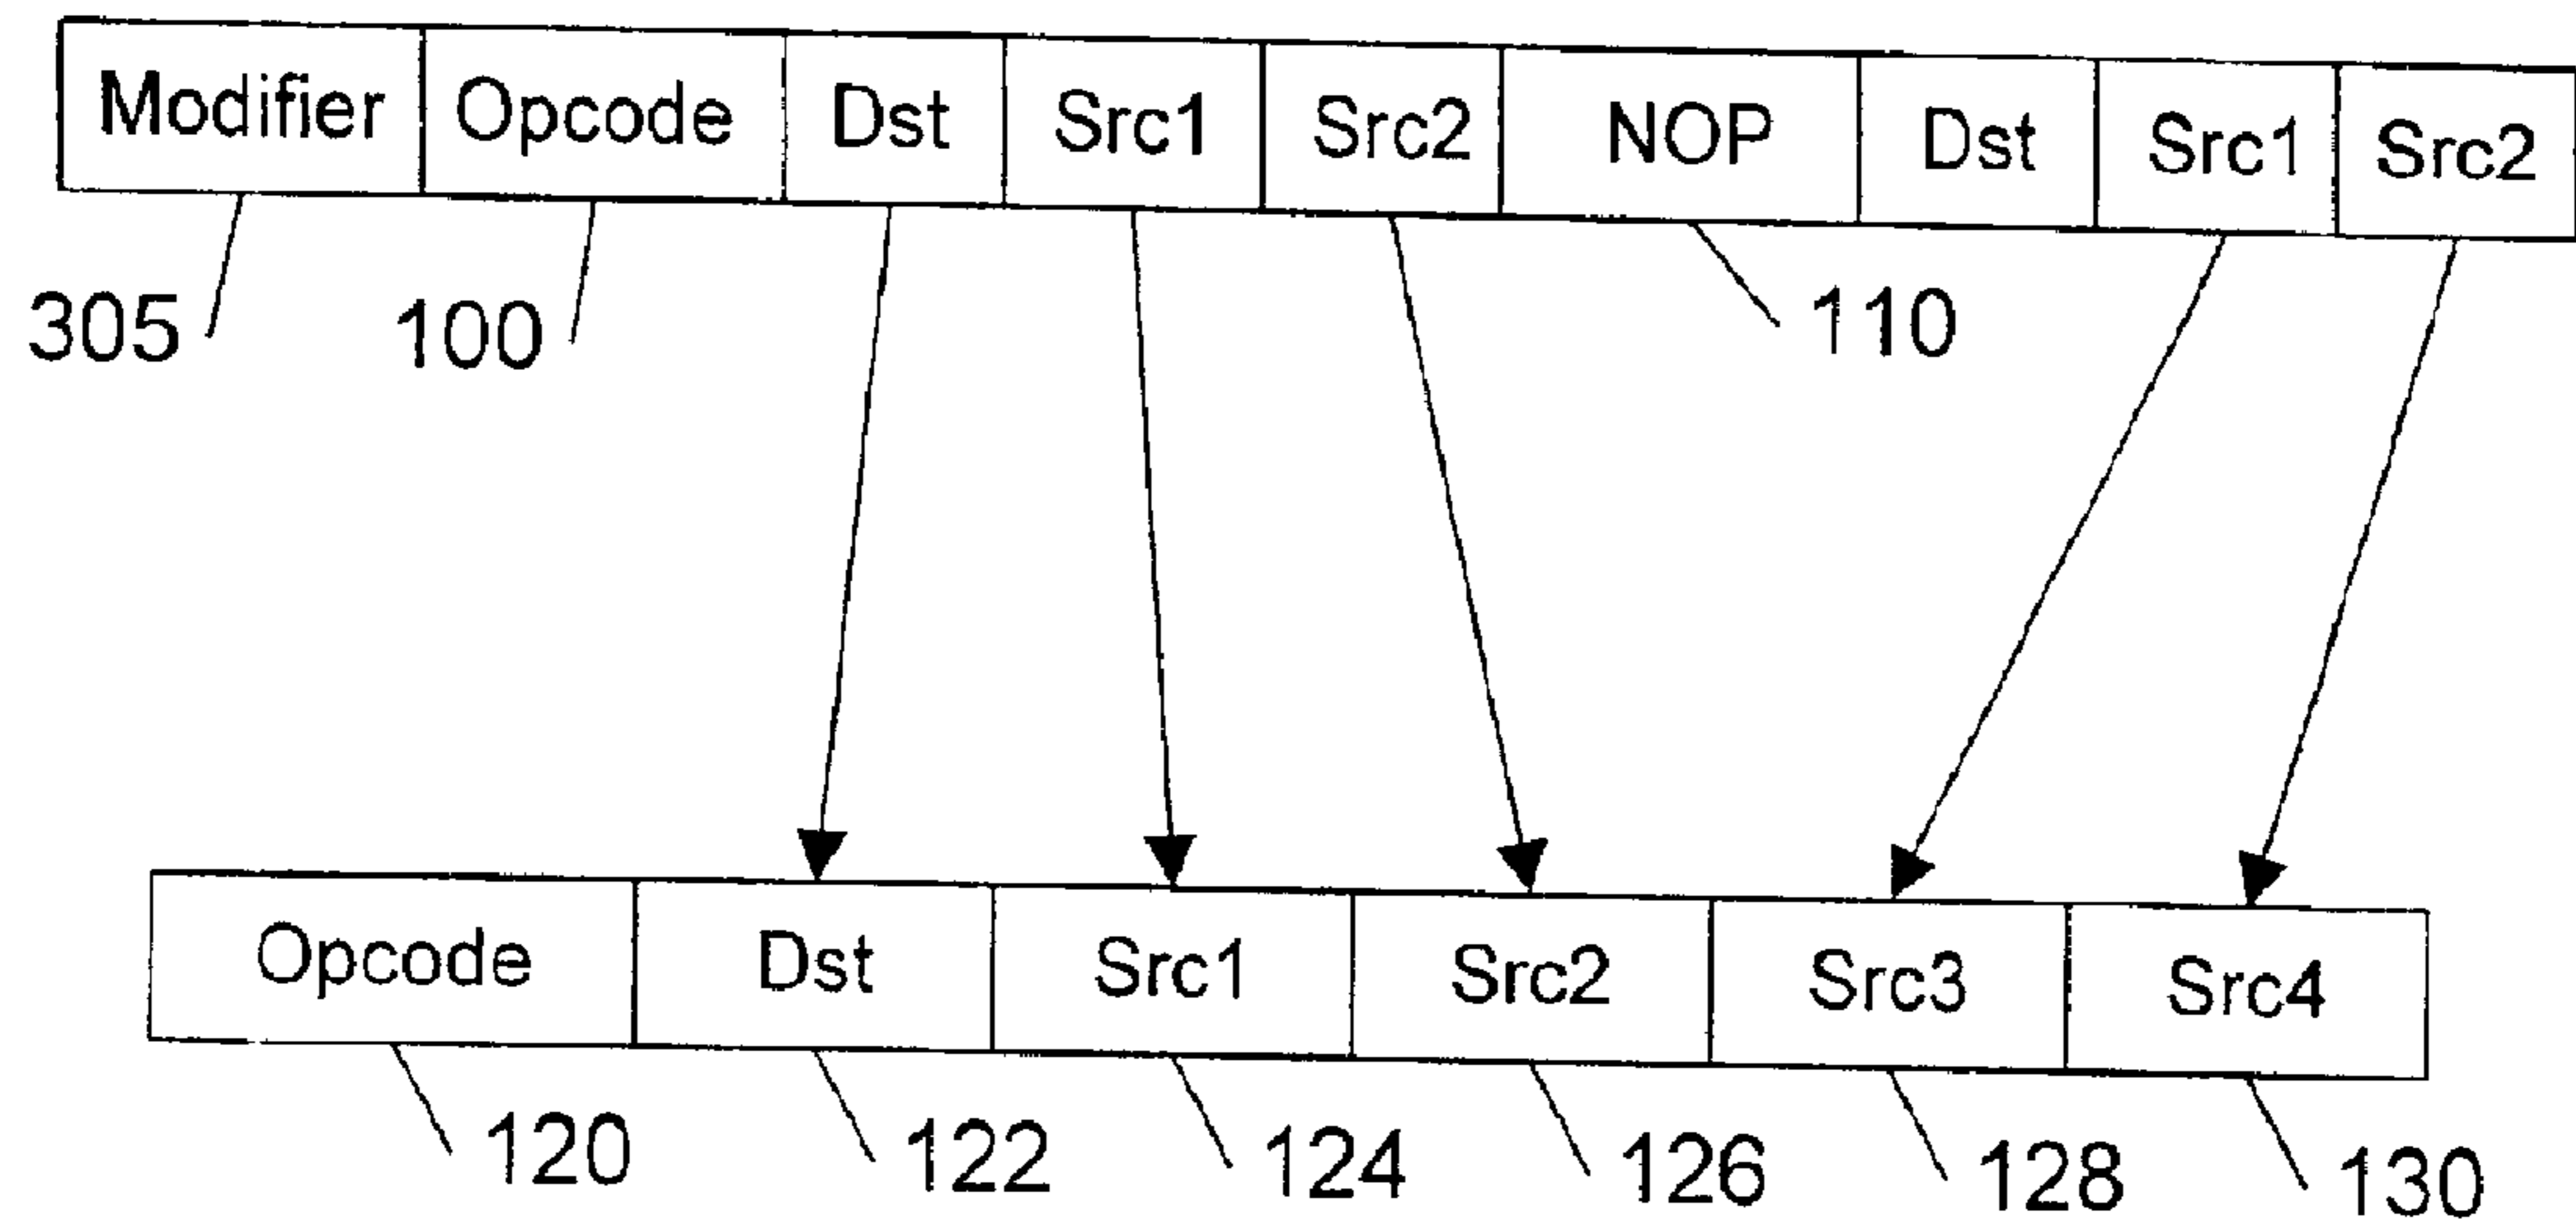 Modifier Opcode Dst Src1 Src2 NOP Dst Src1 Src2
305 100 110
Opcode Dst Src1 Src2 Src3 Src4
120 122 124 126 128 130